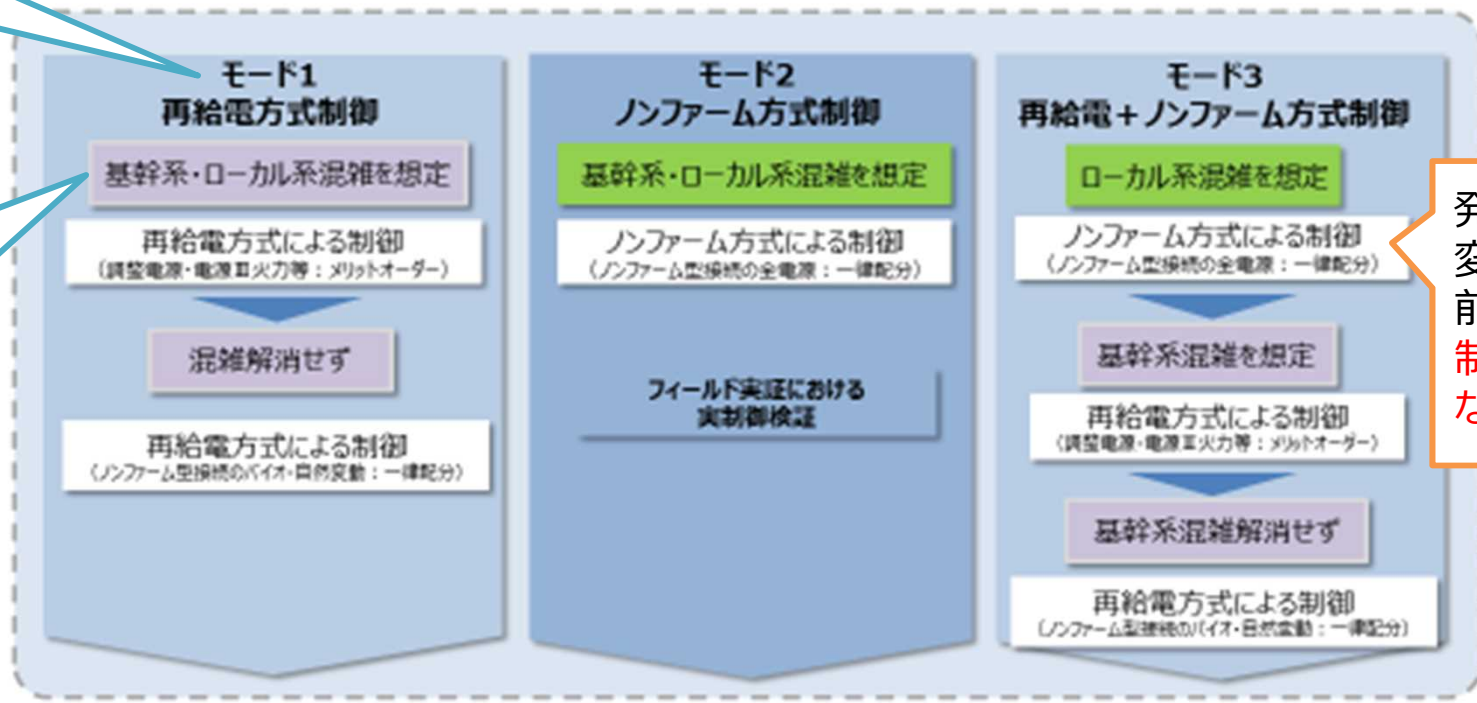 モード1
再給電方式制御
基幹系・ローカル系混雑を想定
再給電方式による制御
(調整電源・電源Ⅲ火力等：メリットオーダー)
混雑解消せず
再給電方式による制御
(ノンファーム型接続のバイオ・自然変動：一律配分)
モード2
ノンファーム方式制御
基幹系・ローカル系混雑を想定
ノンファーム方式による制御
(ノンファーム型接続の全電源：一律配分)
フィールド実証における
実制御検証
モード3
再給電＋ノンファーム方式制御
ローカル系混雑を想定
ノンファーム方式による制御
(ノンファーム型接続の全電源：一律配分)
基幹系混雑を想定
再給電方式による制御
(調整電源・電源Ⅲ火力等：メリットオーダー)
基幹系混雑解消せず
再給電方式による制御
(ノンファーム型接続のバイオ・自然変動：一律配分)
発
変
前
制
な